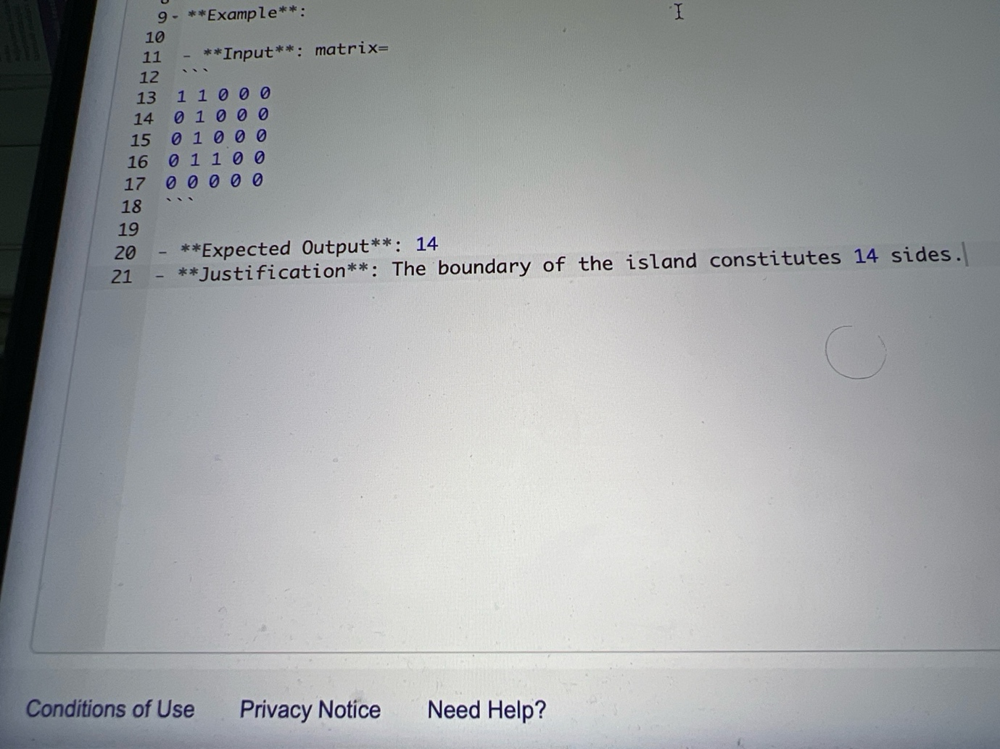 9 - **Example**:
10
11 - **Input**: matrix=
12 ```
13 1 1 0 0 0
14 0 1 0 0 0
15 0 1 0 0 0
16 0 1 1 0 0
17 0 0 0 0 0
18 ```
19
20 - **Expected Output**: 14
21 - **Justification**: The boundary of the island constitutes 14 sides.
Conditions of Use Privacy Notice Need Help?